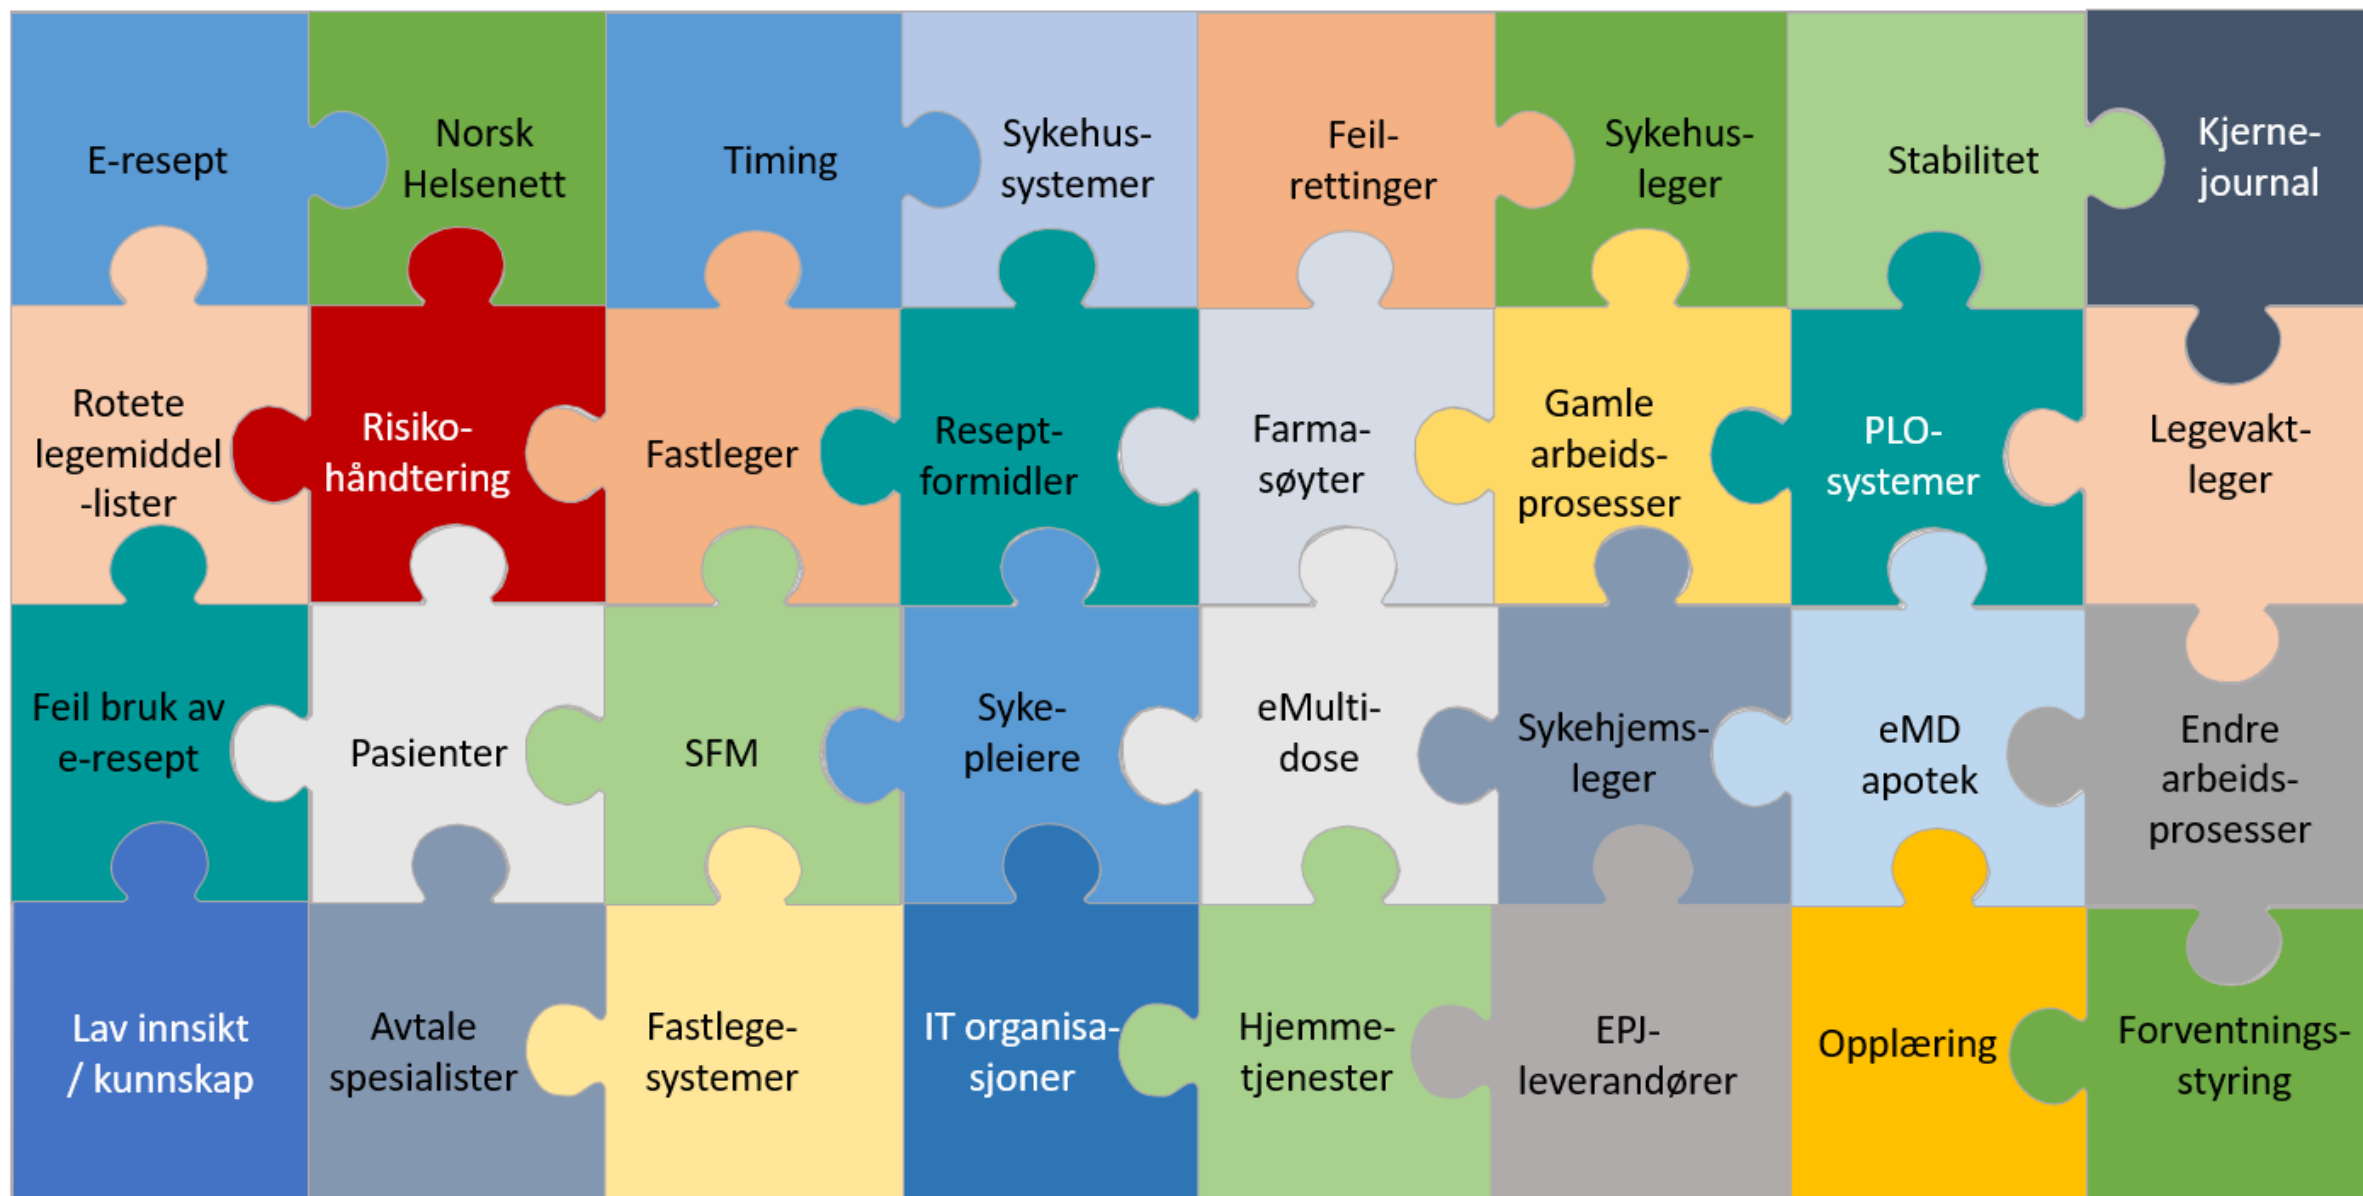 E-resept
Norsk
Helsenett
Timing
Sykehus-
systemer
Feil-
rettinger
Sykehus-
leger
Stabilitet
Kjerne-
journal
Rotete
legemiddel
-lister
Risiko-
håndtering
Fastleger
Resept-
formidler
Farma-
søyter
Gamle
arbeids-
prosesser
PLO-
systemer
Legevakt-
leger
Feil bruk av
e-resept
Pasienter
SFM
Syke-
pleiere
eMulti-
dose
Sykehjems-
leger
eMD
apotek
Endre
arbeids-
prosesser
Lav innsikt
/ kunnskap
Avtale
spesialister
Fastlege-
systemer
IT organisa-
sjoner
Hjemme-
tjenester
EPJ-
leverandører
Opplæring
Forventnings-
styring